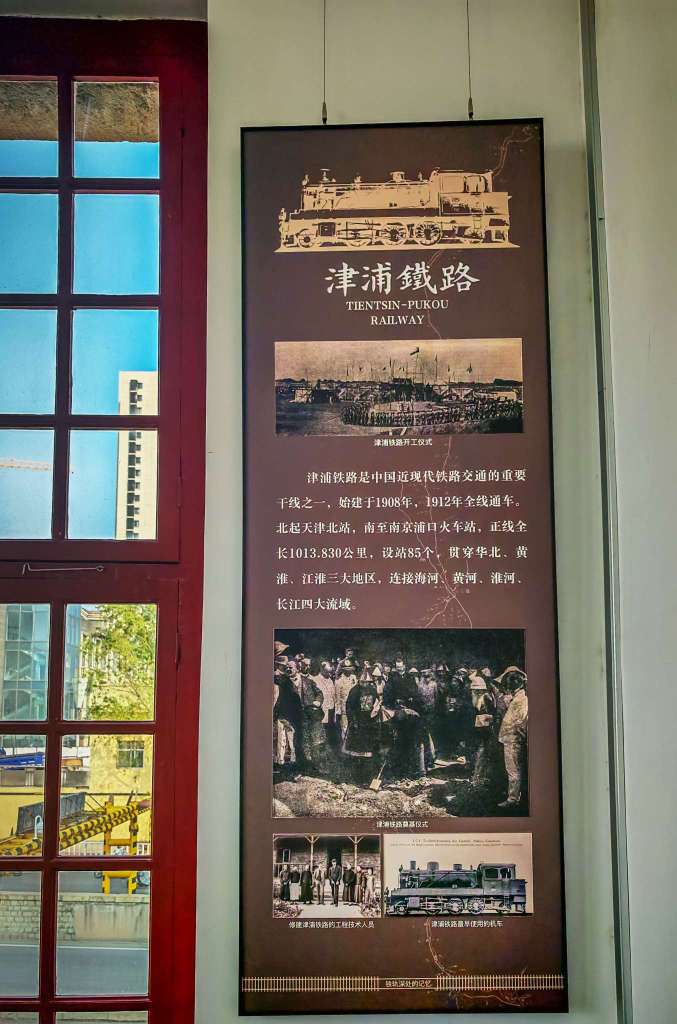 津浦鐵路
TIENTSIN-PUKOU
RAILWAY
津浦铁路开工仪式
津浦铁路是中国近现代铁路交通的重要
干线之一，始建于1908年，1912年全线通车。
北起天津北站，南至南京浦口火车站，正线全
长1013.830公里，设站85个，贯穿华北、黄
淮、江淮三大地区，连接海河、黄河、淮河、
长江四大流域。
津浦铁路奠基仪式
修建津浦铁路的工程技术人员
津浦铁路最早使用的机车
铁轨深处的记忆